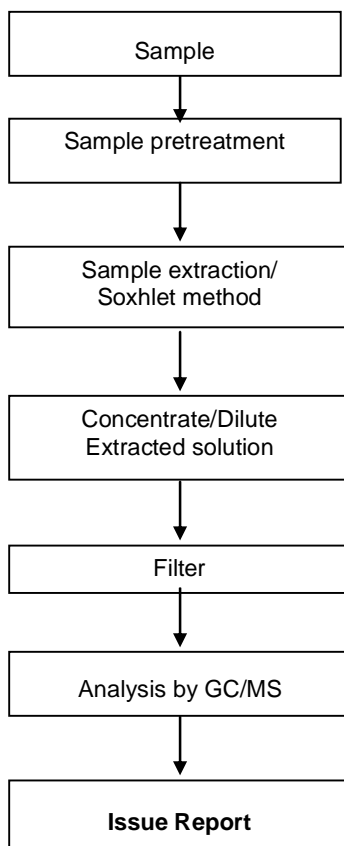 Sample
Sample pretreatment
Sample extraction/
Soxhlet method
Concentrate/Dilute
Extracted solution
Filter
Analysis by GC/MS
Issue Report